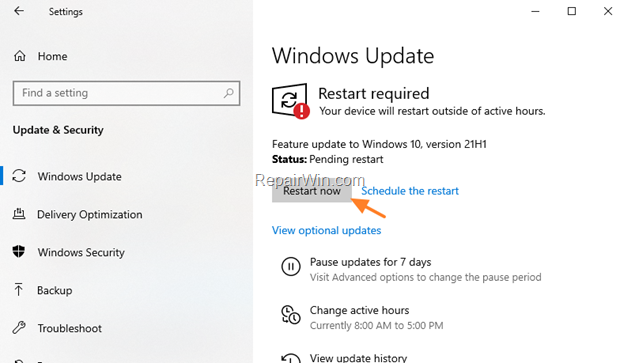 Settings
Home
Find a setting
Update & Security
Windows Update
Delivery Optimization
Windows Security
Backup
Troubleshoot
Windows Update
Restart required
Your device will restart outside of active hours.
Feature update to Windows 10, version 21H1
Status: Pending restart
RepairWin.com
Restart now
Schedule the restart
View optional updates
Pause updates for 7 days
Visit Advanced options to change the pause period
Change active hours
Currently 8:00 AM to 5:00 PM
View update history